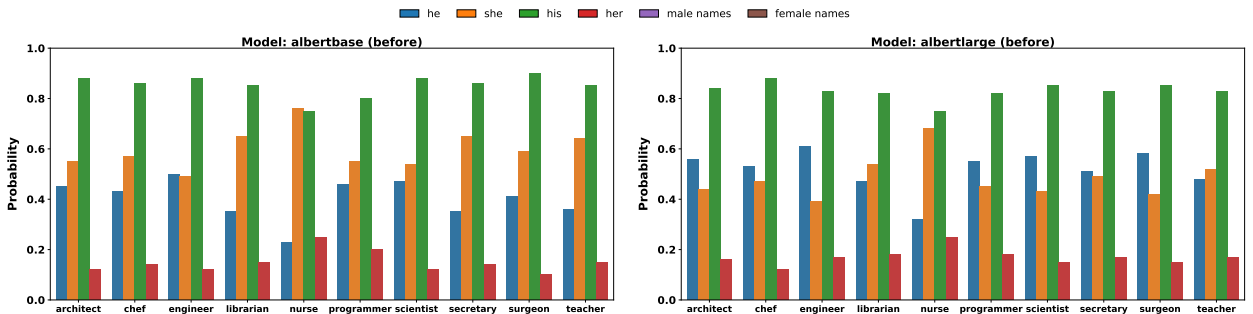 he she his her male names female names
Model: albertbase (before)
Probability
1.0
0.8
0.6
0.4
0.2
0.0
architect chef engineer librarian nurse programmer scientist secretary surgeon teacher
Model: albertlarge (before)
Probability
1.0
0.8
0.6
0.4
0.2
0.0
architect chef engineer librarian nurse programmer scientist secretary surgeon teacher